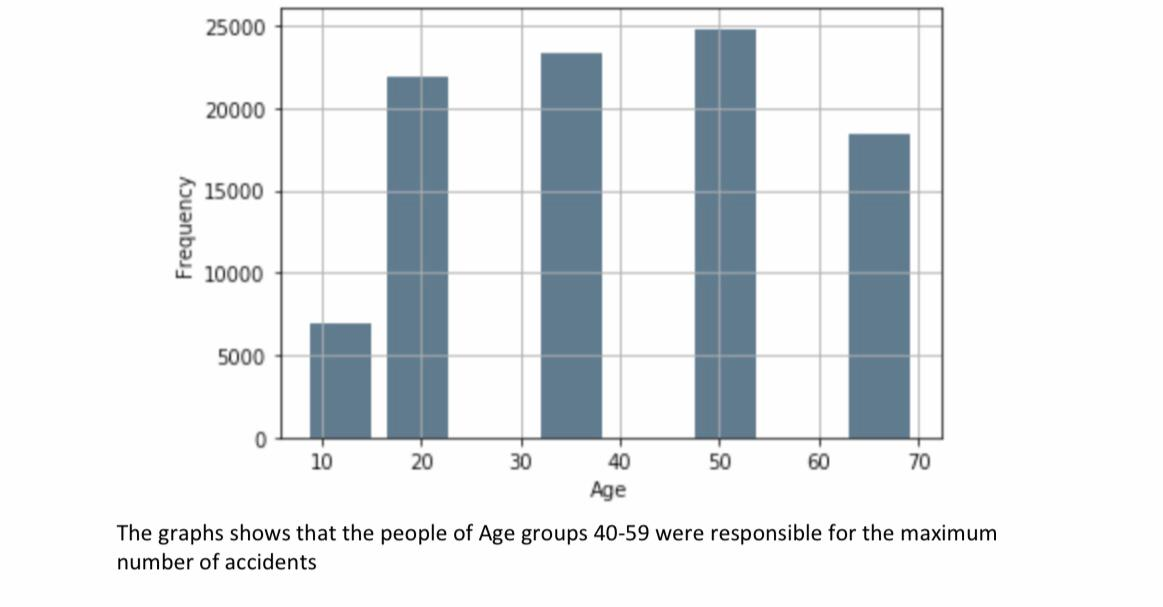 25000
20000
15000
10000
5000
0
Frequency
10 20 30 40 50 60 70
Age
The graphs shows that the people of Age groups 40-59 were responsible for the maximum
number of accidents